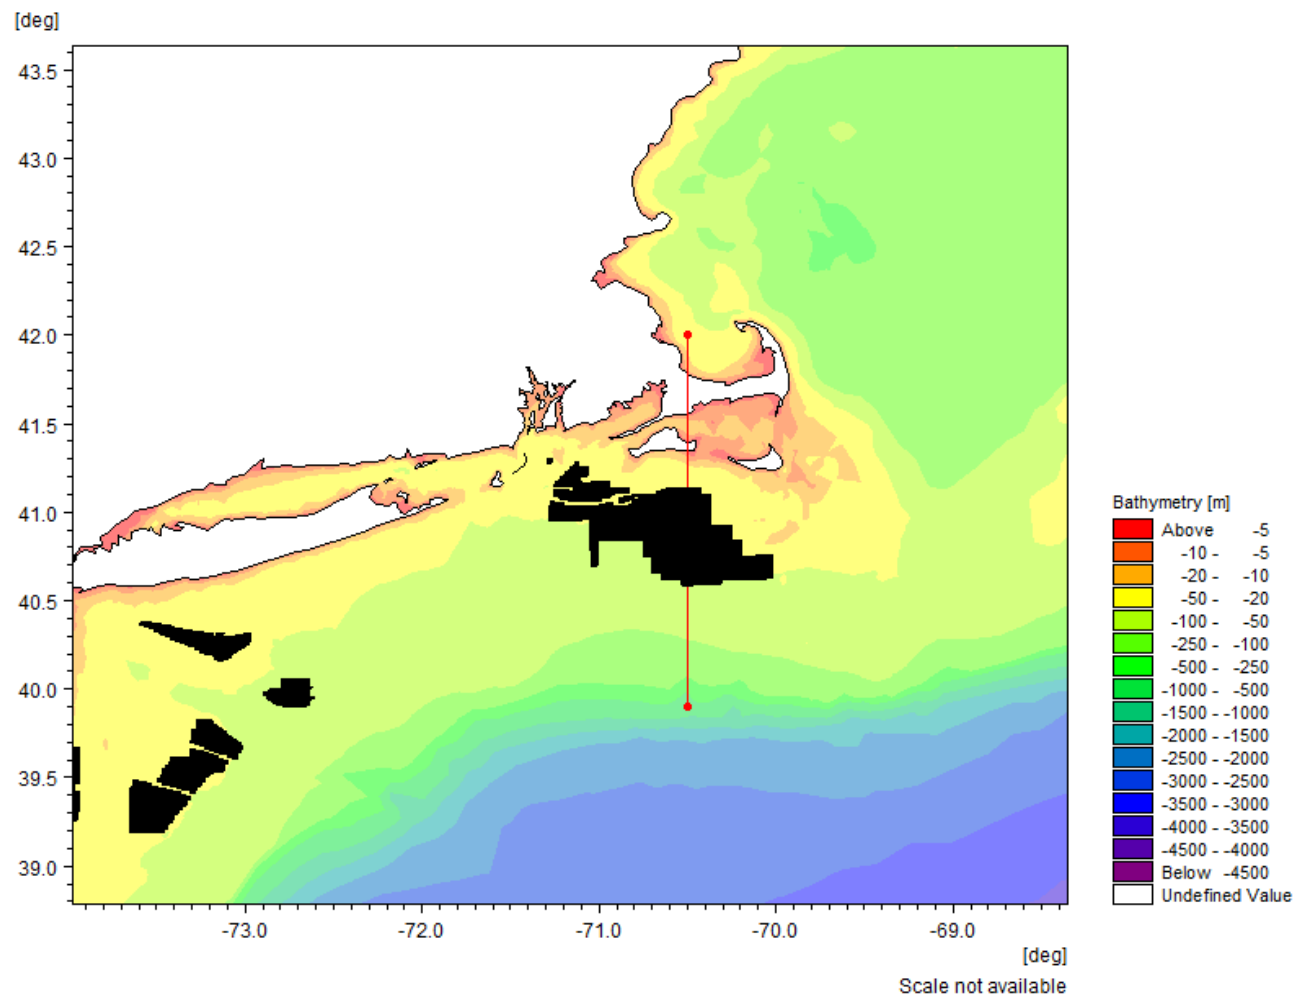 [deg]
43.5
43.0
42.5
42.0
41.5
41.0
40.5
40.0
39.5
39.0
-73.0 -72.0 -71.0 -70.0 -69.0
[deg]
Scale not available
Bathymetry [m]
Above -5
-10 - -5
-20 - -10
-50 - -20
-100 - -50
-250 - -100
-500 - -250
-1000 - -500
-1500 - -1000
-2000 - -1500
-2500 - -2000
-3000 - -2500
-3500 - -3000
-4000 - -3500
-4500 - -4000
Below -4500
Undefined Value